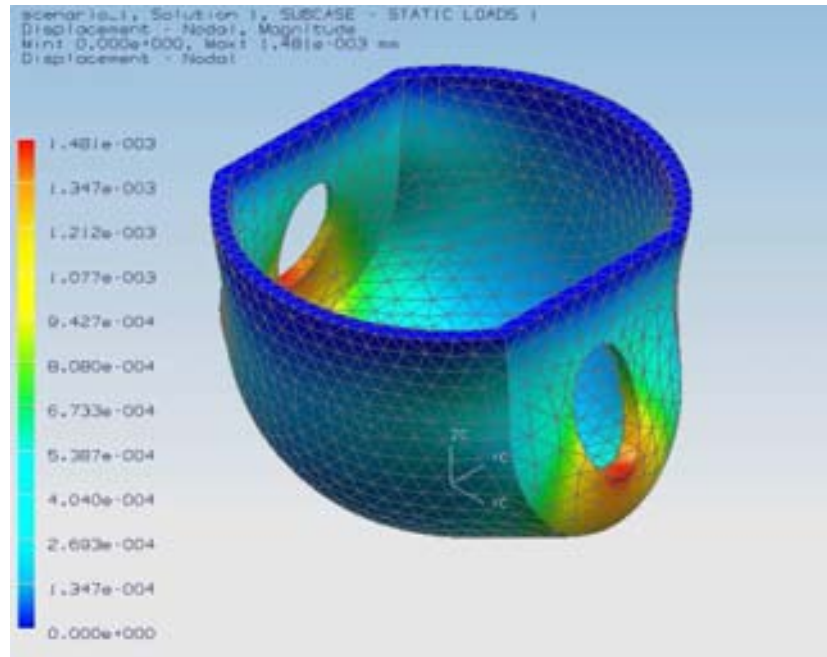 scenario_1, Solution 1, SUBCASE - STATIC LOADS 1
Displacement - Nodal, Magnitude
Min: 0.000e+000, Max: 1.481e-003 mm
Displacement - Nodal
1.481e-003
1.347e-003
1.212e-003
1.077e-003
9.427e-004
8.080e-004
6.733e-004
5.387e-004
4.040e-004
2.693e-004
1.347e-004
0.000e+000
ZC
YC